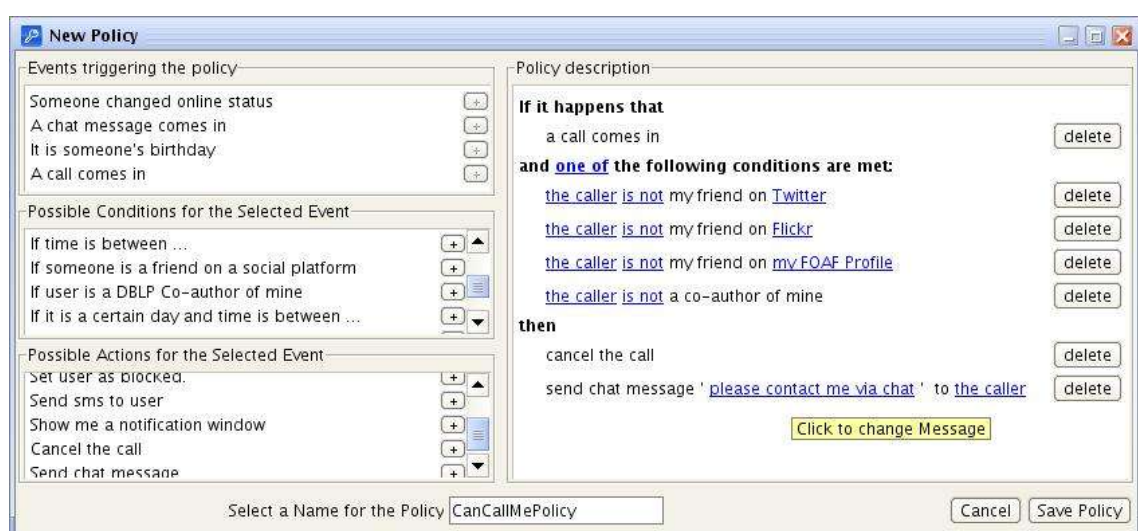 New Policy
Events triggering the policy
Someone changed online status
A chat message comes in
It is someone's birthday
A call comes in
Possible Conditions for the Selected Event
If time is between ...
If someone is a friend on a social platform
If user is a DBLP Co-author of mine
If it is a certain day and time is between ...
Possible Actions for the Selected Event
Set user as blocked.
Send sms to user
Show me a notification window
Cancel the call
Send chat message
Policy description
If it happens that
a call comes in delete
and one of the following conditions are met:
the caller is not my friend on Twitter delete
the caller is not my friend on Flickr delete
the caller is not my friend on my FOAF Profile delete
the caller is not a co-author of mine delete
then
cancel the call delete
send chat message ' please contact me via chat ' to the caller delete
Click to change Message
Select a Name for the Policy CanCallMePolicy
Cancel Save Policy